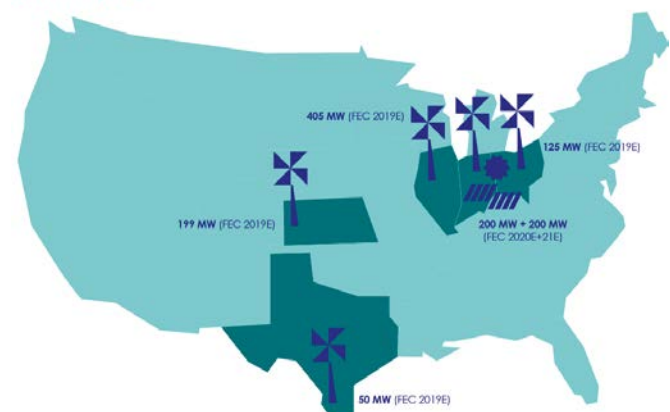 405 MW (FEC 2019E)
125 MW (FEC 2019E)
199 MW (FEC 2019E)
200 MW + 200 MW
(FEC 2020E+21E)
50 MW (FEC 2019E)